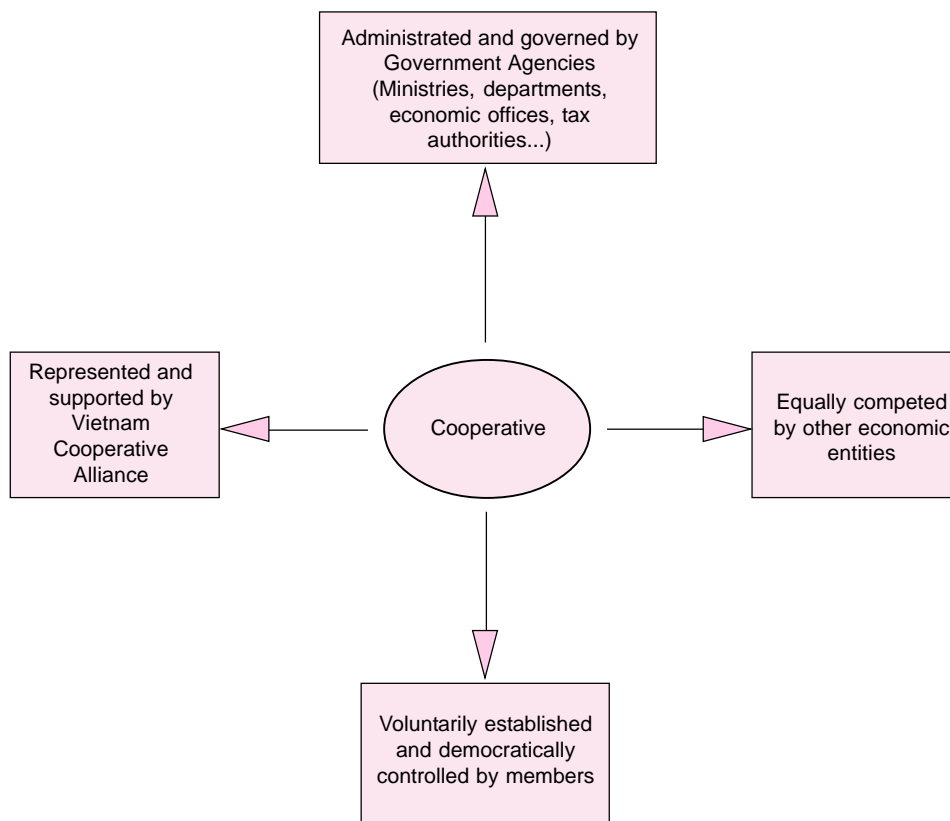 Administrated and governed by
Government Agencies
(Ministries, departments,
economic offices, tax
authorities...)
Represented and
supported by
Vietnam
Cooperative
Alliance
Cooperative
Equally competed
by other economic
entities
Voluntarily established
and democratically
controlled by members